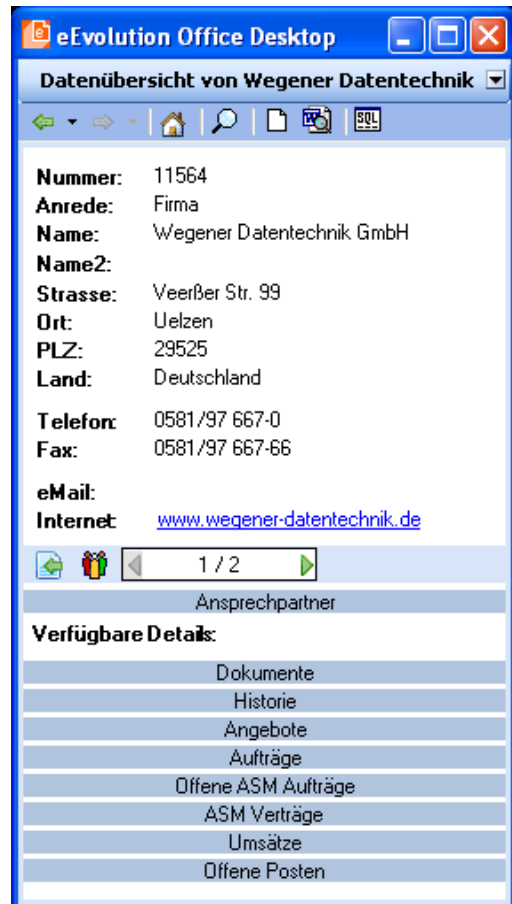 eEvolution Office Desktop
Datenübersicht von Wegener Datentechnik
SQL
Nummer: 11564
Anrede: Firma
Name: Wegener Datentechnik GmbH
Name2:
Strasse: Veerßer Str. 99
Ort: Uelzen
PLZ: 29525
Land: Deutschland
Telefon: 0581/97 667-0
Fax: 0581/97 667-66
eMail:
Internet: www.wegener-datentechnik.de
1 / 2
Ansprechpartner
Verfügbare Details:
Dokumente
Historie
Angebote
Aufträge
Offene ASM Aufträge
ASM Verträge
Umsätze
Offene Posten